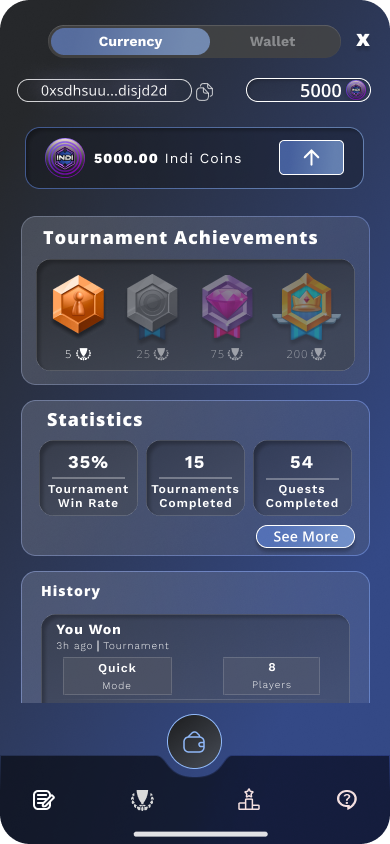 Currency
Wallet
X
0xsdhsuu...disjd2d
5000
INDI
5000.00 Indi Coins
Tournament Achievements
5
25
75
200
Statistics
35%
Tournament
Win Rate
15
Tournaments
Completed
54
Quests
Completed
See More
History
You Won
3h ago | Tournament
Quick
Mode
8
Players